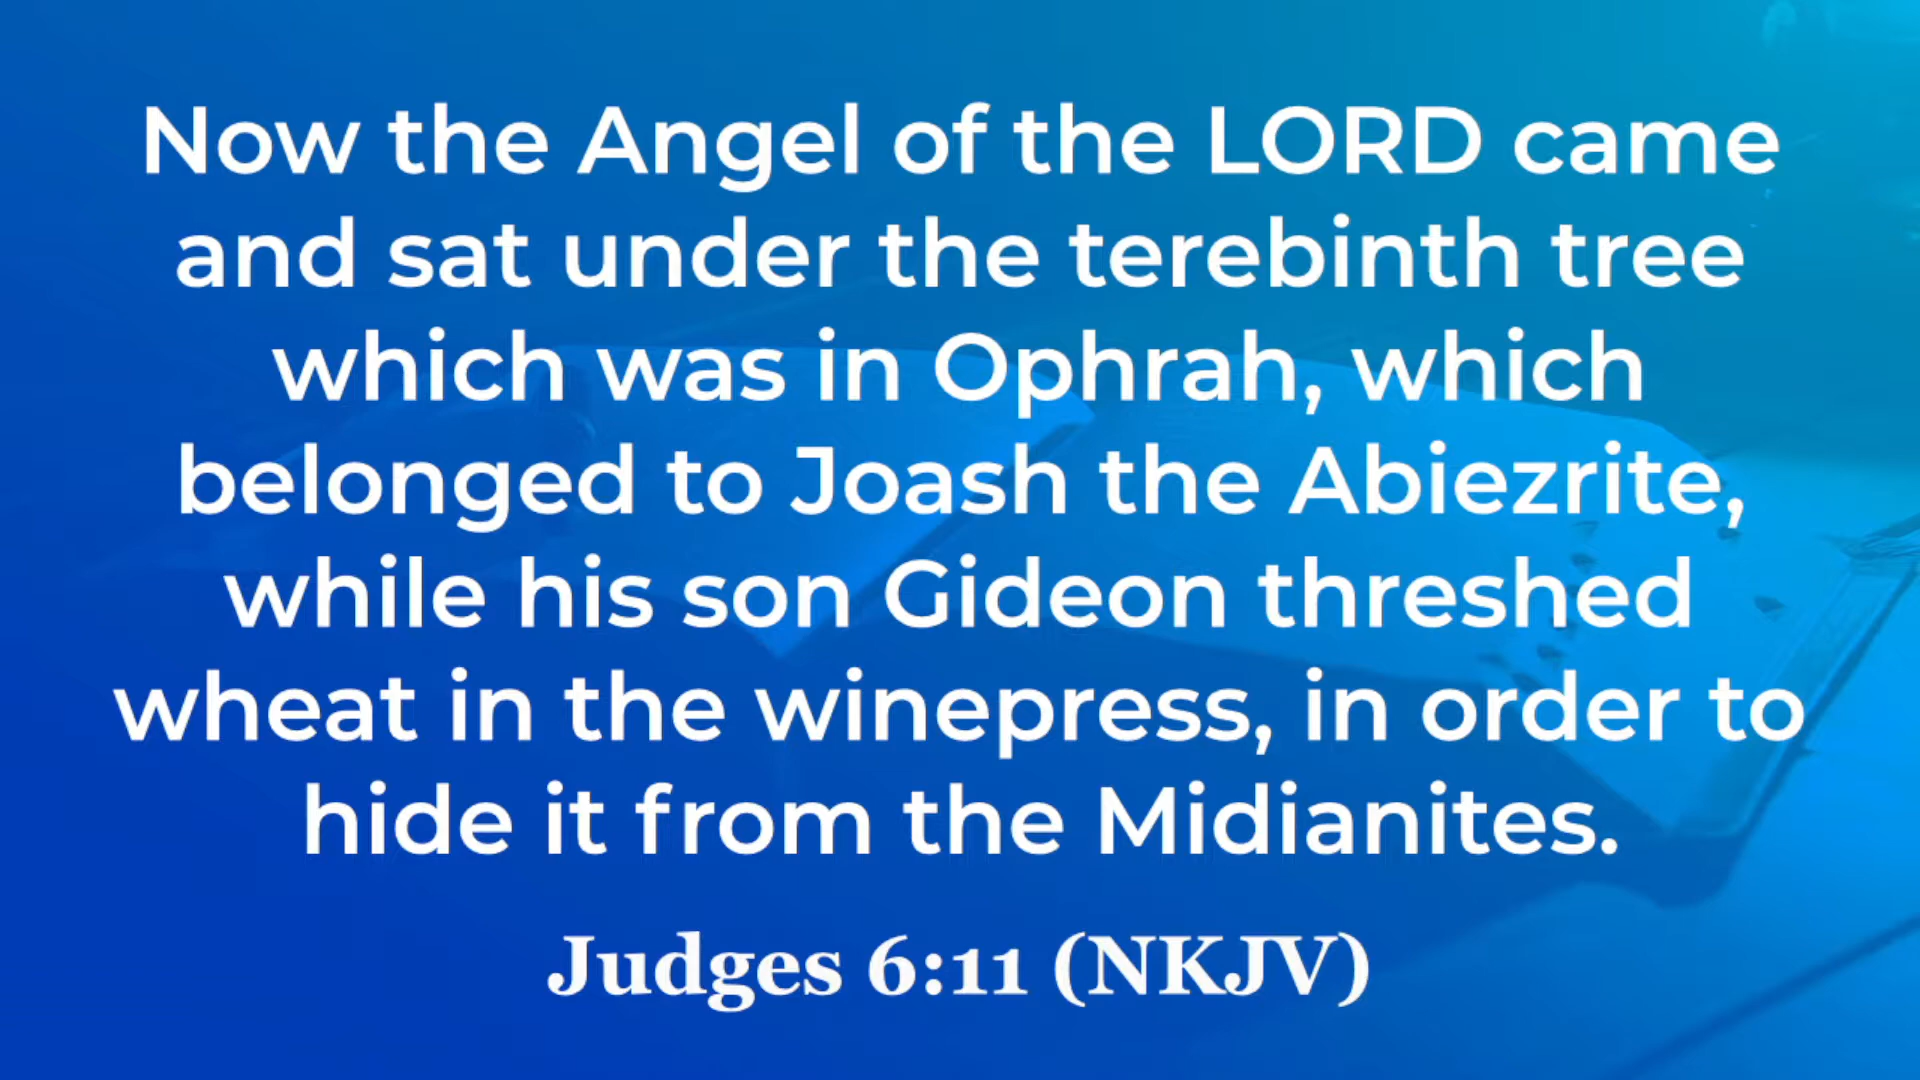 Now the Angel of the LORD came
and sat under the terebinth tree
which was in Ophrah, which
belonged to Joash the Abiezrite,
while his son Gideon threshed
wheat in the winepress, in order to
hide it from the Midianites.
Judges 6:11 (NKJV)